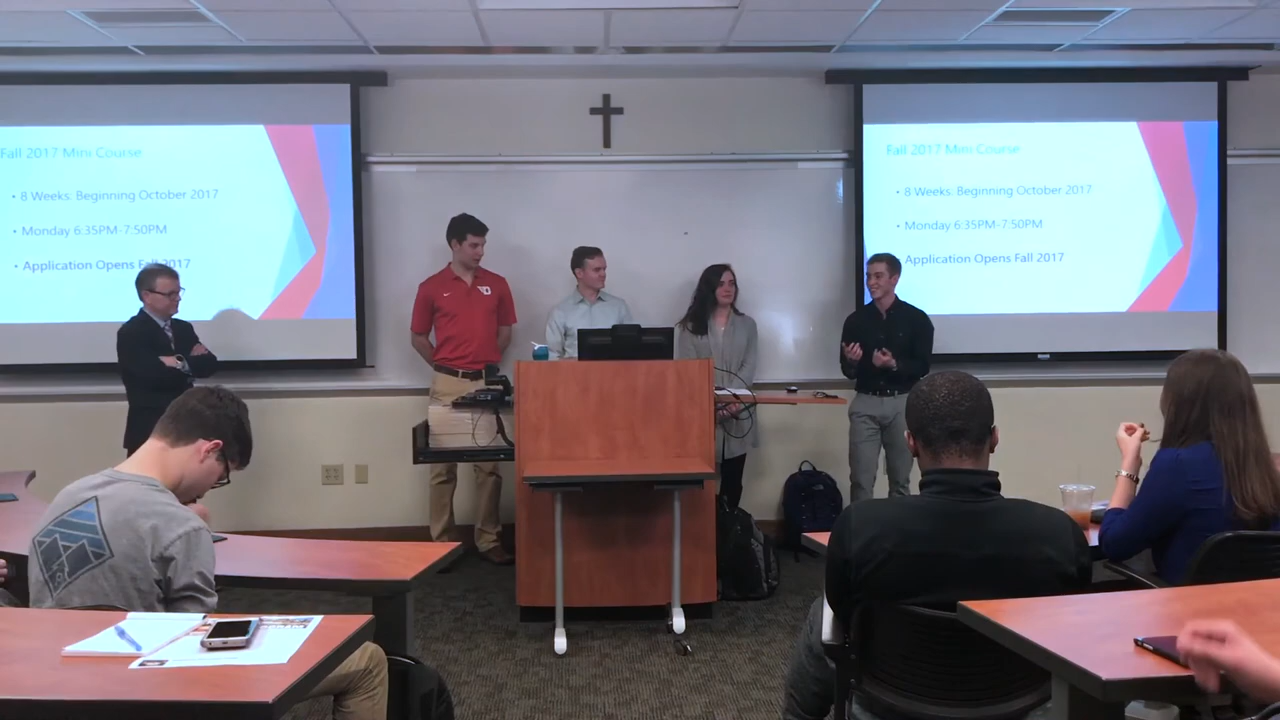 Fall 2017 Mini Course
• 8 Weeks: Beginning October 2017
• Monday 6:35PM-7:50PM
• Application Opens Fall 2017
Fall 2017 Mini Course
• 8 Weeks: Beginning October 2017
• Monday 6:35PM-7:50PM
Application Opens Fall 2017